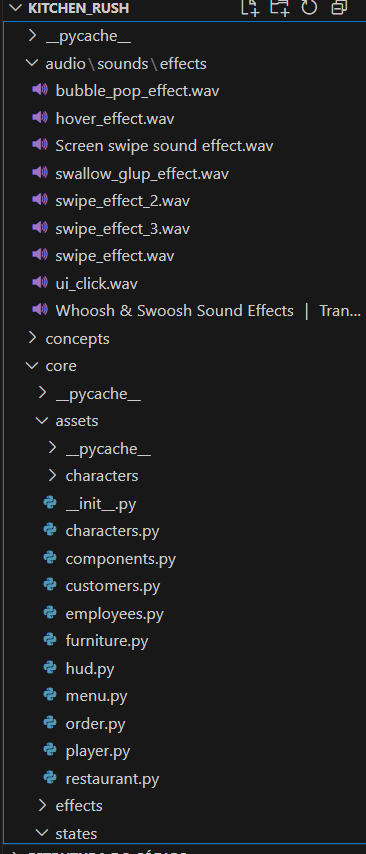 KITCHEN_RUSH
__pycache__
audio\sounds\effects
bubble_pop_effect.wav
hover_effect.wav
Screen swipe sound effect.wav
swallow_glup_effect.wav
swipe_effect_2.wav
swipe_effect_3.wav
swipe_effect.wav
ui_click.wav
Whoosh & Swoosh Sound Effects | Tran...
concepts
core
__pycache__
assets
__pycache__
characters
__init__.py
characters.py
components.py
customers.py
employees.py
furniture.py
hud.py
menu.py
order.py
player.py
restaurant.py
effects
states